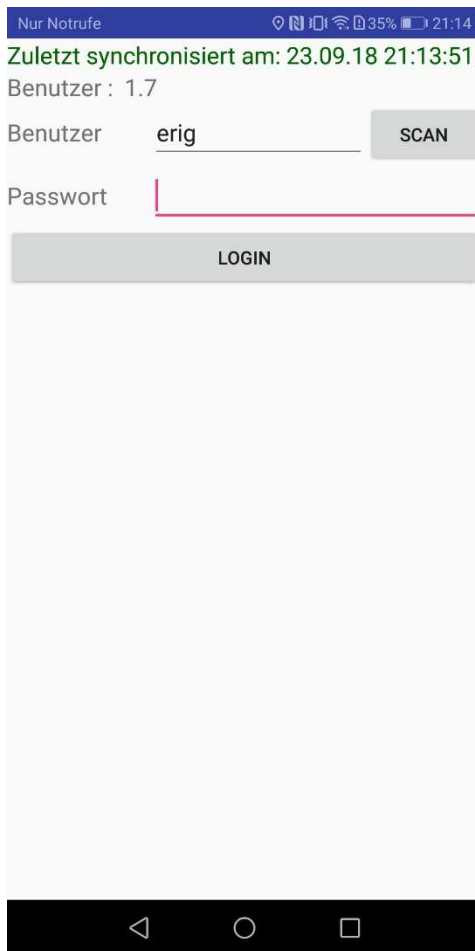 Nur Notrufe 35% 21:14
Zuletzt synchronisiert am: 23.09.18 21:13:51
Benutzer : 1.7
Benutzer erig SCAN
Passwort
LOGIN